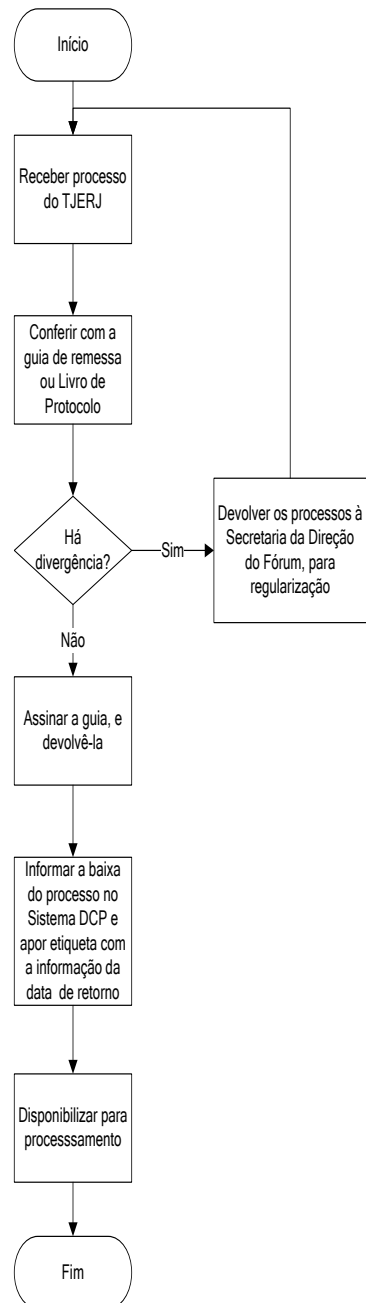 Início
Receber processo
do TJERJ
Conferir com a
guia de remessa
ou Livro de
Protocolo
Há
divergência?
Sim
Devolver os processos à
Secretaria da Direção
do Fórum, para
regularização
Não
Assinar a guia, e
devolvê-la
Informar a baixa
do processo no
Sistema DCP e
apor etiqueta com
a informação da
data de retorno
Disponibilizar para
processsamento
Fim